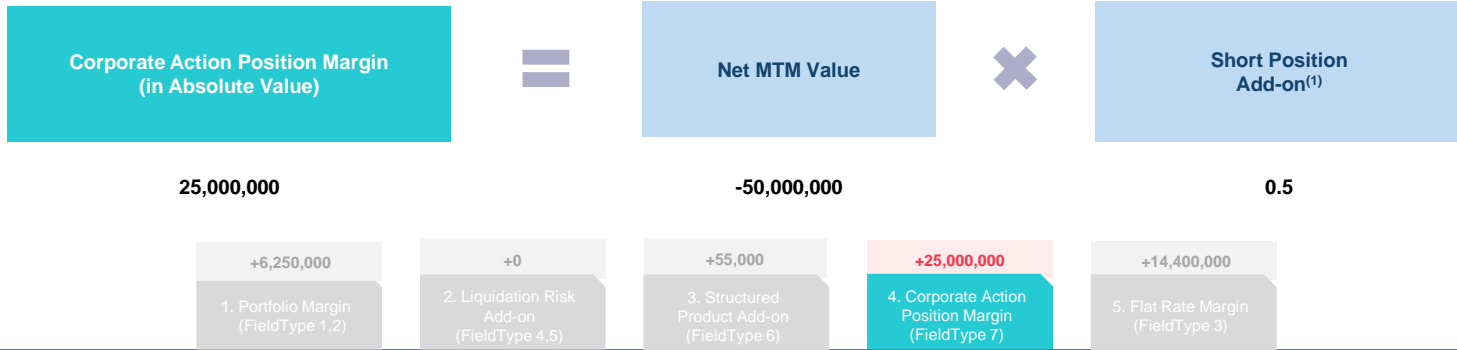 Corporate Action Position Margin
(in Absolute Value)
Net MTM Value
Short Position
Add-on(1)
25,000,000
-50,000,000
0.5
+6,250,000
+0
+55,000
+25,000,000
+14,400,000
1. Portfolio Margin
(FieldType 1,2)
2. Liquidation Risk
Add-on
(FieldType 4,5)
3. Structured
Product Add-on
(FieldType 6)
4. Corporate Action
Position Margin
(FieldType 7)
5. Flat Rate Margin
(FieldType 3)